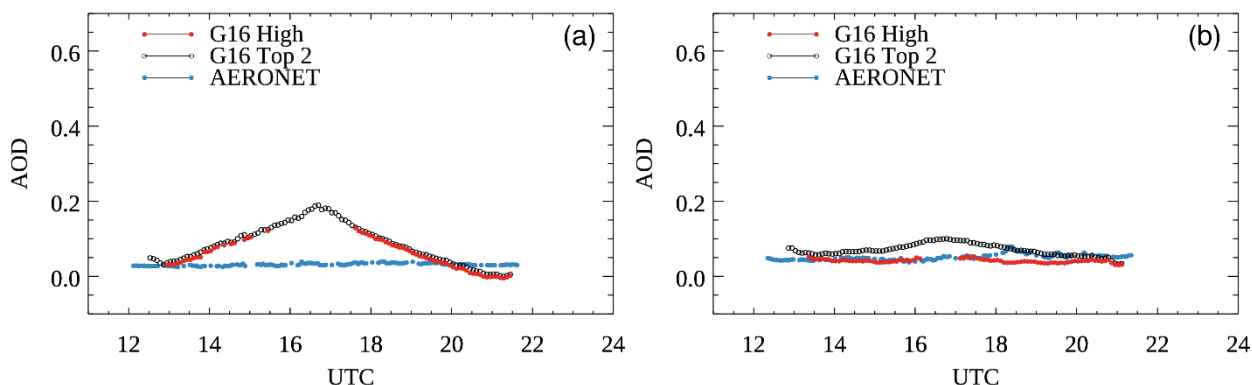 G16 High
G16 Top 2
AERONET
(a)
0.6
0.4
0.2
0.0
AOD
12 14 16 18 20 22 24
UTC
G16 High
G16 Top 2
AERONET
(b)
0.6
0.4
0.2
0.0
AOD
12 14 16 18 20 22 24
UTC